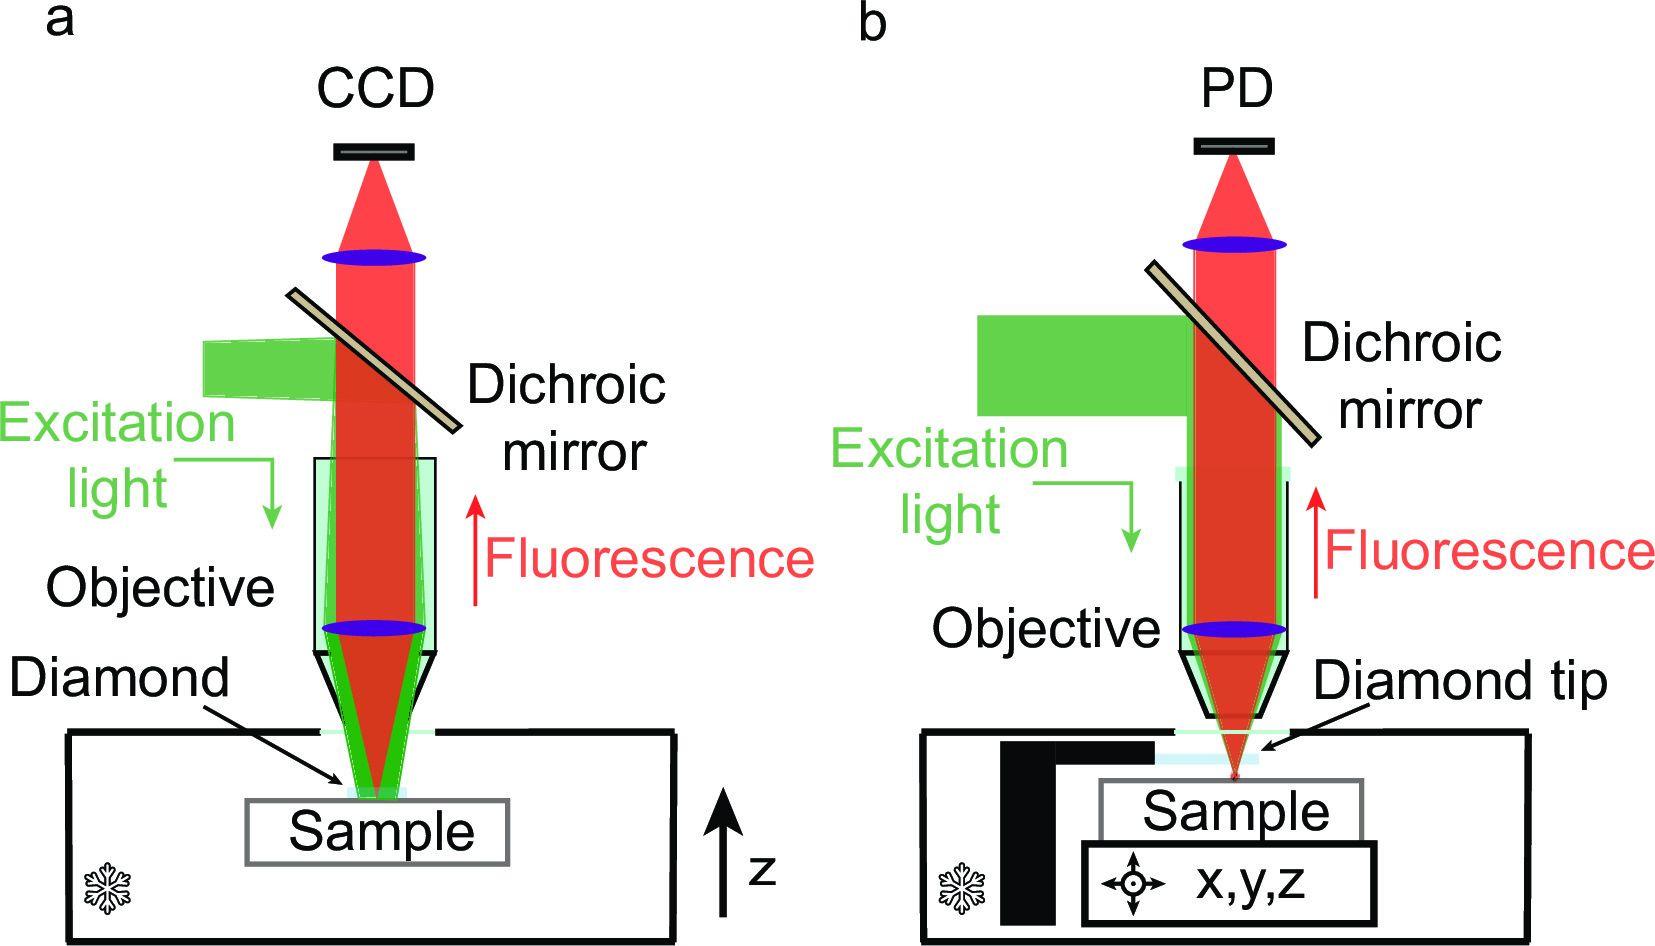 a
CCD
Dichroic
mirror
Excitation
light
Fluorescence
Objective
Diamond
Sample
z
b
PD
Dichroic
mirror
Excitation
light
Fluorescence
Objective
Diamond tip
Sample
x,y,z